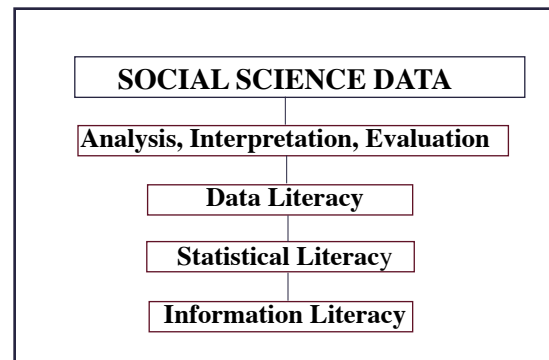 SOCIAL SCIENCE DATA
Analysis, Interpretation, Evaluation
Data Literacy
Statistical Literacy
Information Literacy